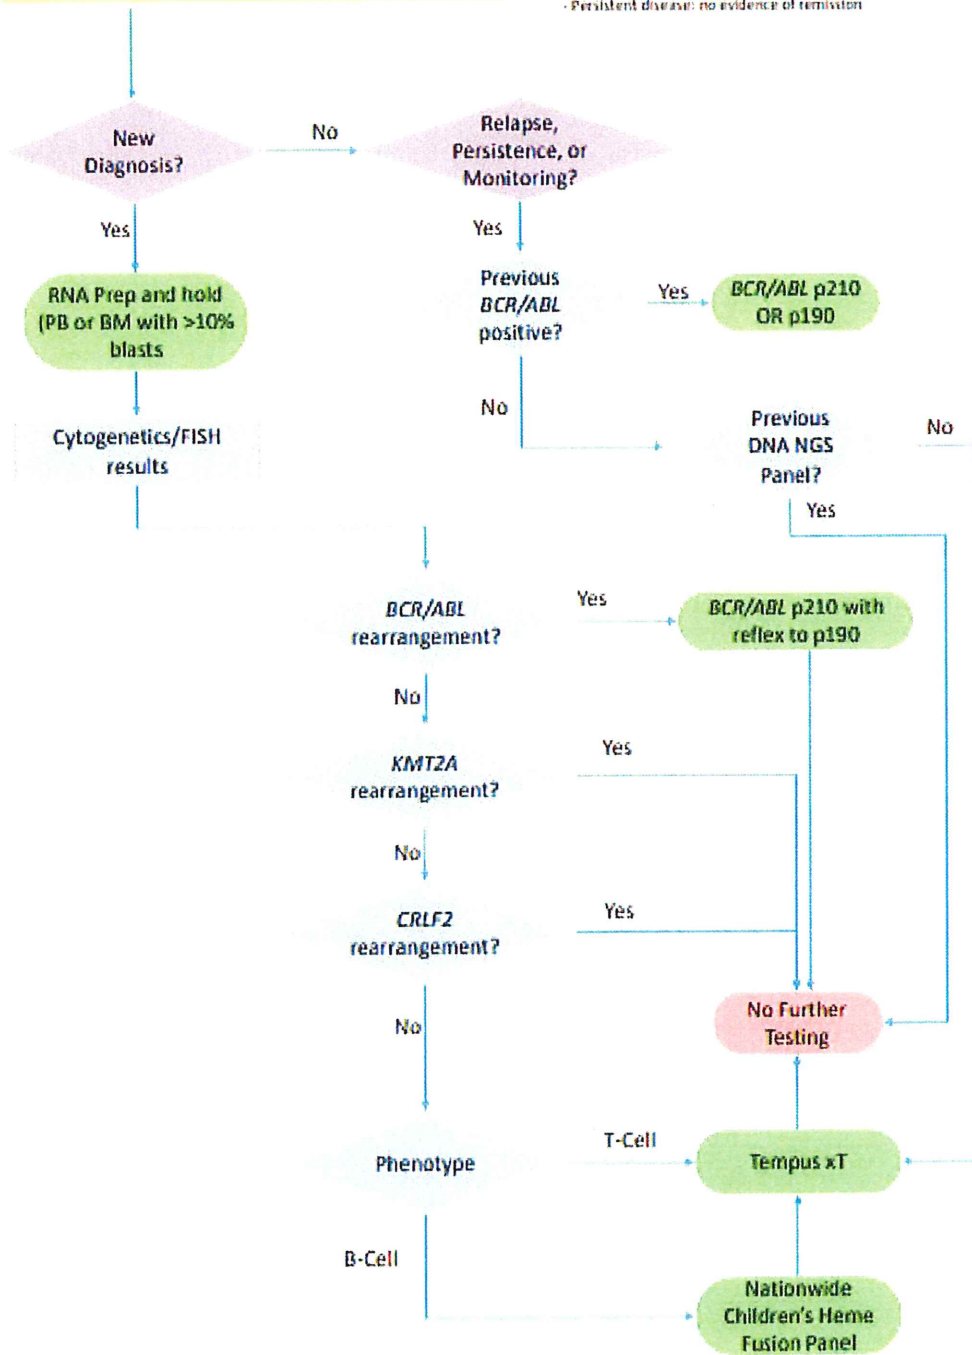 - Persistent disease: no evidence of remission
New
Diagnosis?
No
Relapse,
Persistence, or
Monitoring?
Yes
Yes
RNA Prep and hold
(PB or BM with >10%
blasts
Previous
BCR/ABL
positive?
Yes
BCR/ABL p210
OR p190
No
Cytogenetics/FISH
results
Previous
DNA NGS
Panel?
No
Yes
BCR/ABL
rearrangement?
Yes
BCR/ABL p210 with
reflex to p190
No
KMT2A
rearrangement?
Yes
No
CRLF2
rearrangement?
Yes
No
No Further
Testing
Phenotype
T-Cell
Tempus xT
B-Cell
Nationwide
Children's Heme
Fusion Panel